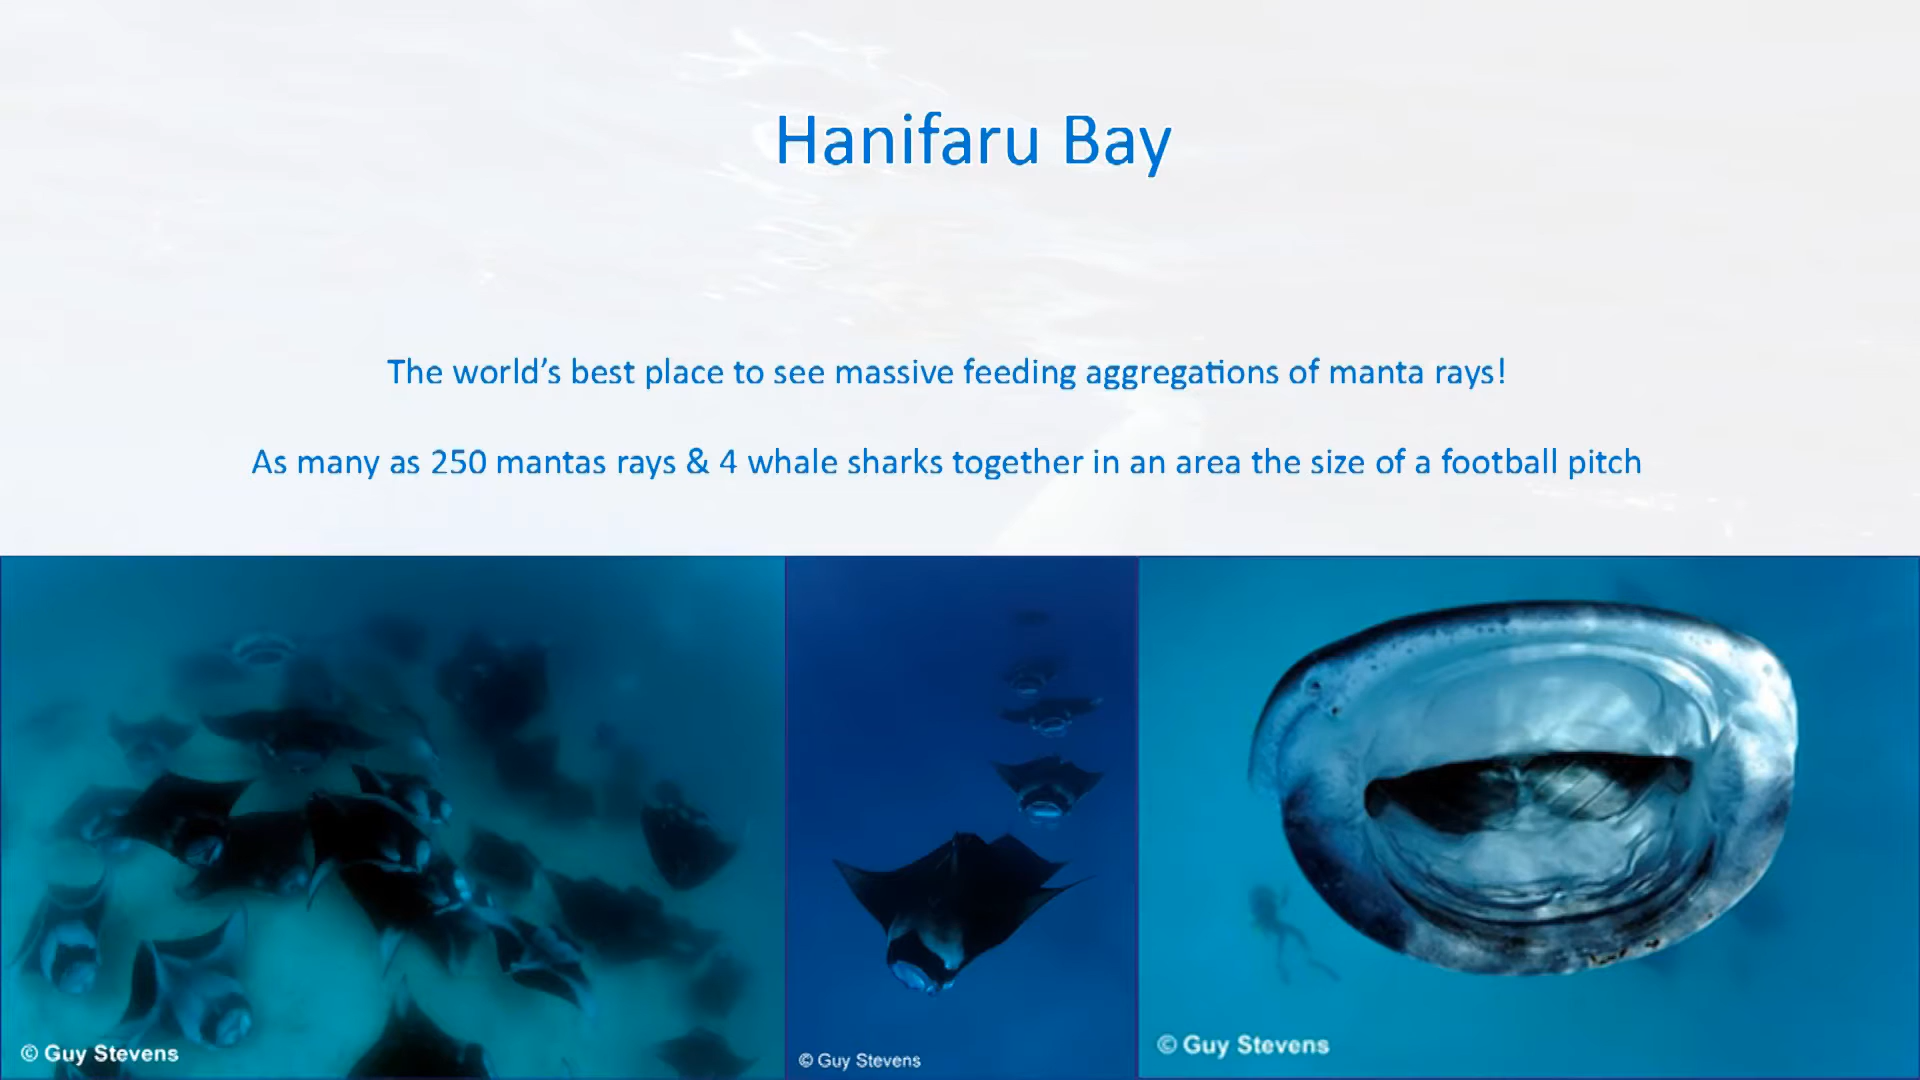 Hanifaru Bay
The world’s best place to see massive feeding aggregations of manta rays!
As many as 250 mantas rays & 4 whale sharks together in an area the size of a football pitch
© Guy Stevens
© Guy Stevens
© Guy Stevens